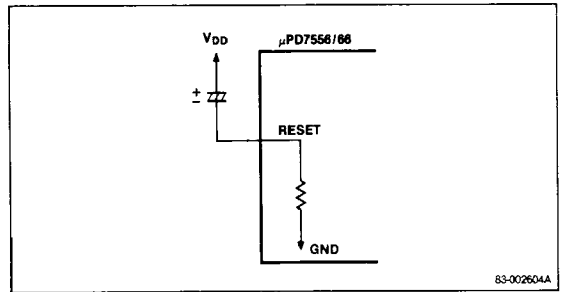 VDD
μPD7556/66
+
−
RESET
GND
83-002604A